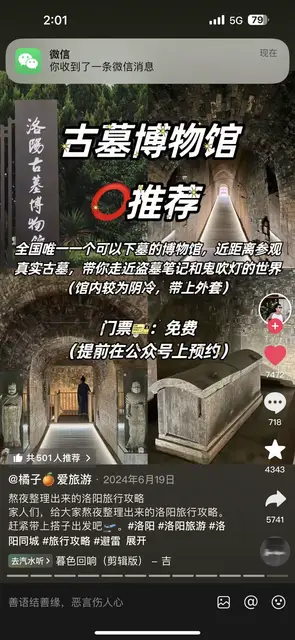 2:01
5G 79
微信
现在
你收到了一条微信消息
洛阳古墓博物馆
古墓博物馆
⭕推荐
全国唯一一个可以下墓的博物馆，近距离参观
真实古墓，带你走近盗墓笔记和鬼吹灯的世界
（馆内较为阴冷，带上外套）
门票🎫：免费
（提前在公众号上预约）
7472
718
4343
5741
共501人推荐 >
@橘子🍊爱旅游 · 2024年6月19日
熬夜整理出来的洛阳旅行攻略
家人们，给大家熬夜整理出来的洛阳旅行攻略。
赶紧带上搭子出发吧🛫。#洛阳 #洛阳旅游 #洛
阳同城 #旅行攻略 #避雷 展开
去汽水听 > 暮色回响（剪辑版） – 吉
善语结善缘，恶言伤人心